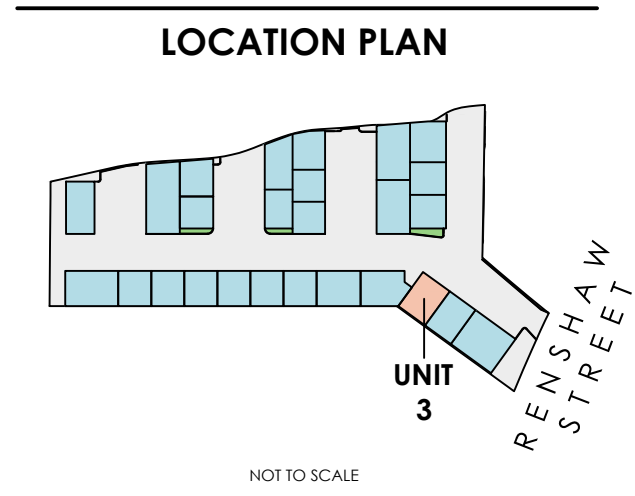 LOCATION PLAN
UNIT
3
RENSHAW
STREET
NOT TO SCALE